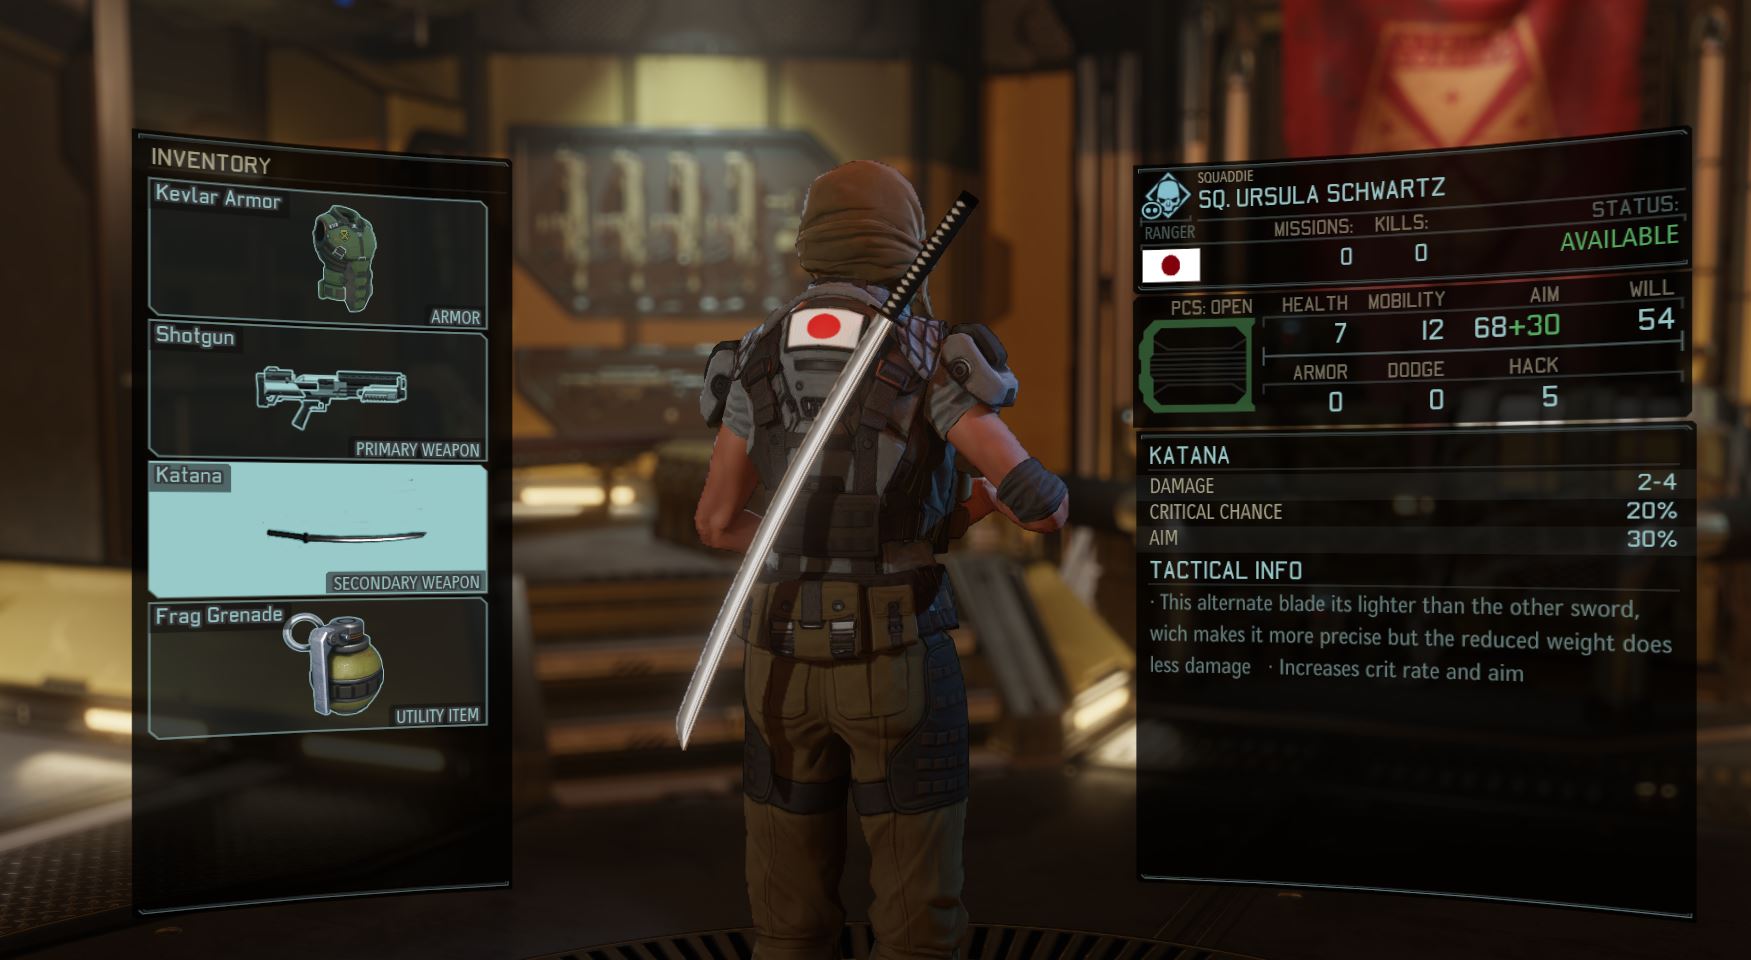 INVENTORY
Kevlar Armor
ARMOR
Shotgun
PRIMARY WEAPON
Katana
SECONDARY WEAPON
Frag Grenade
UTILITY ITEM
SQUADDIE
SQ. URSULA SCHWARTZ
RANGER
MISSIONS: KILLS: STATUS:
0 0 AVAILABLE
PCS: OPEN
HEALTH MOBILITY AIM WILL
7 12 68+30 54
ARMOR DODGE HACK
0 0 5
KATANA
DAMAGE 2-4
CRITICAL CHANCE 20%
AIM 30%
TACTICAL INFO
· This alternate blade its lighter than the other sword,
wich makes it more precise but the reduced weight does
less damage · Increases crit rate and aim